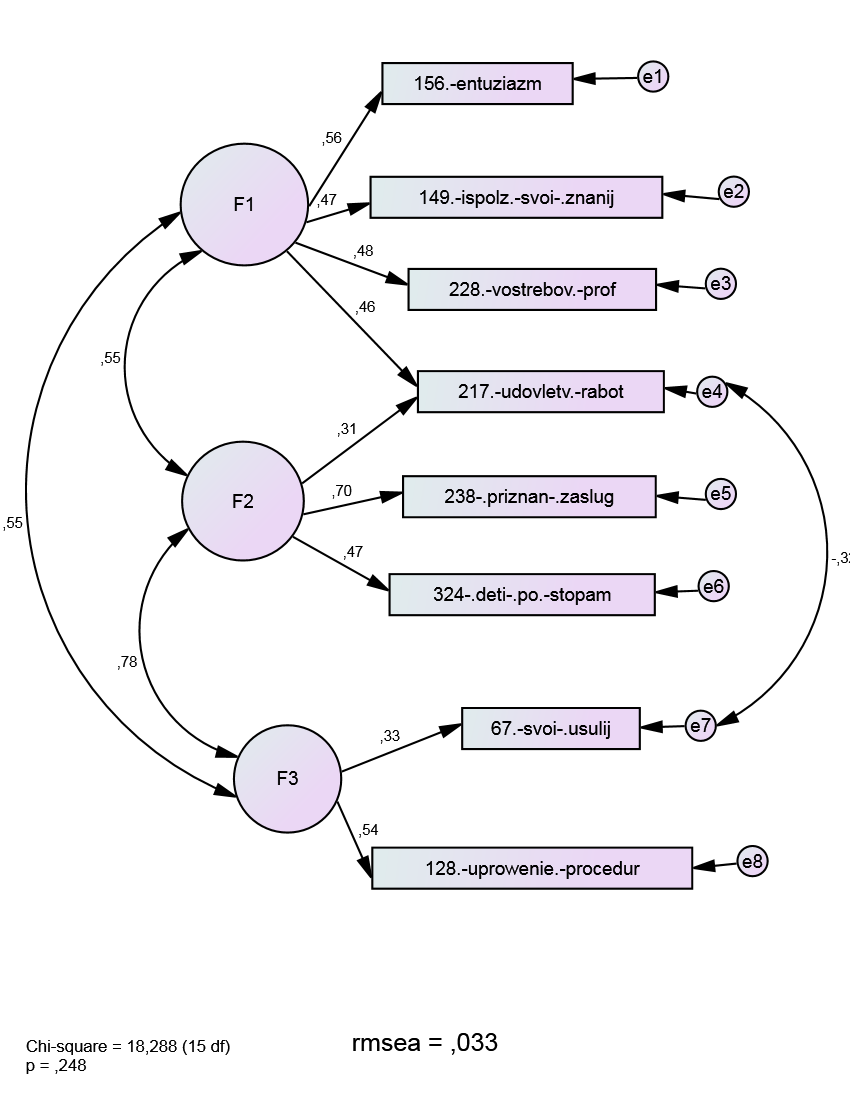 156.-entuziazm
e1
,56
149.-ispolz.-svoi-.znanij
e2
F1
,47
,48
228.-vostrebov.-prof
e3
,46
,55
217.-udovletv.-rabot
e4
,31
F2
,70
238-.priznan-.zaslug
e5
,55
,47
324-.deti-.po.-stopam
e6
,78
67.-svoi-.usulij
e7
,33
F3
,54
128.-uprowenie.-procedur
e8
Chi-square = 18,288 (15 df)
p = ,248
rmsea = ,033